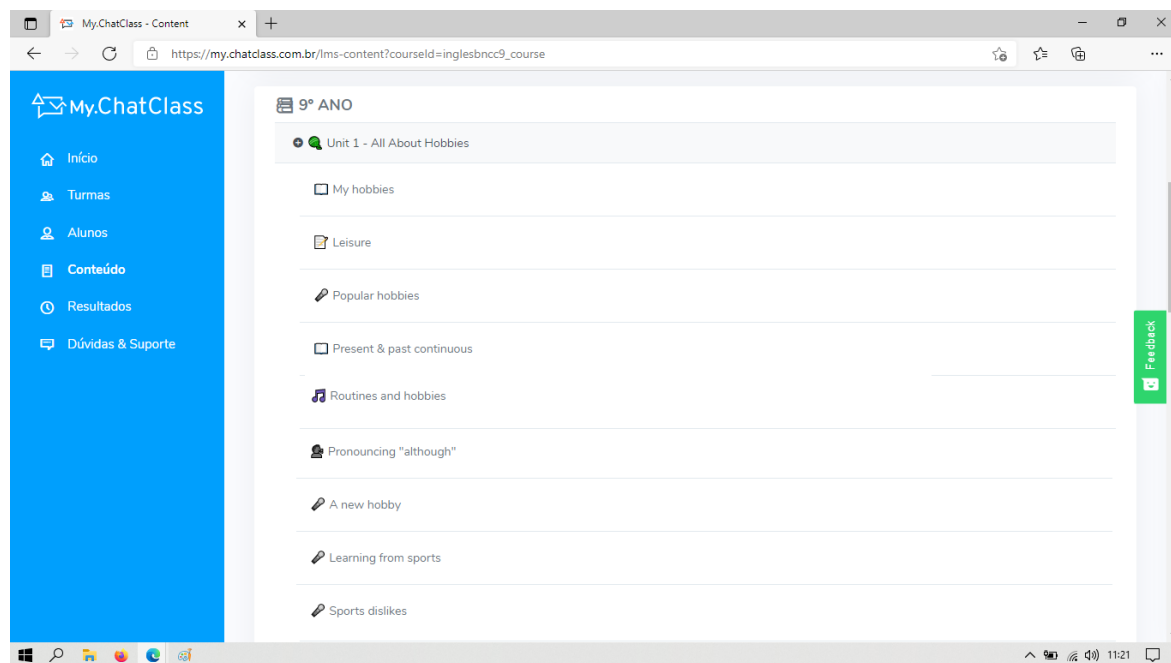 My.ChatClass - Content
https://my.chatclass.com.br/lms-content?courseId=inglesbncc9_course
My.ChatClass
Início
Turmas
Alunos
Conteúdo
Resultados
Dúvidas & Suporte
9º ANO
Unit 1 - All About Hobbies
My hobbies
Leisure
Popular hobbies
Present & past continuous
Routines and hobbies
Pronouncing "although"
A new hobby
Learning from sports
Sports dislikes
Feedback
11:21